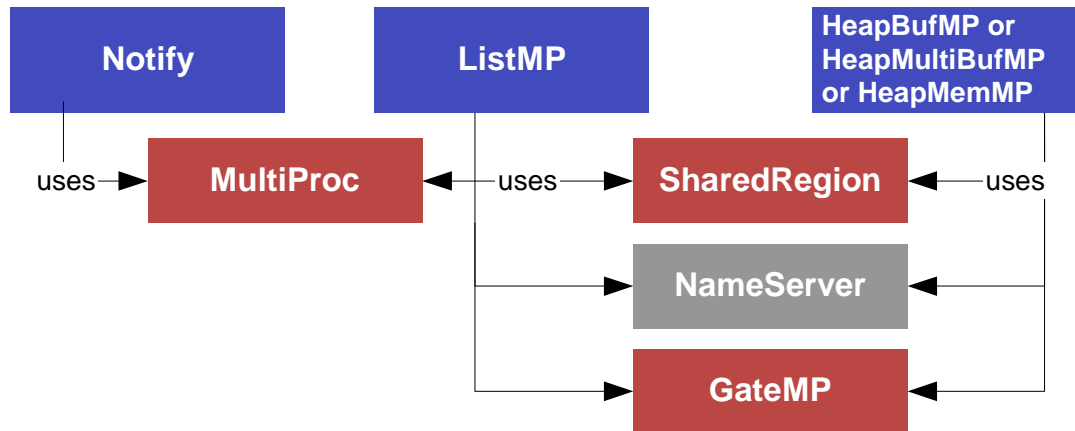 Notify
ListMP
HeapBufMP or
HeapMultiBufMP
or HeapMemMP
uses
MultiProc
uses
SharedRegion
uses
NameServer
GateMP